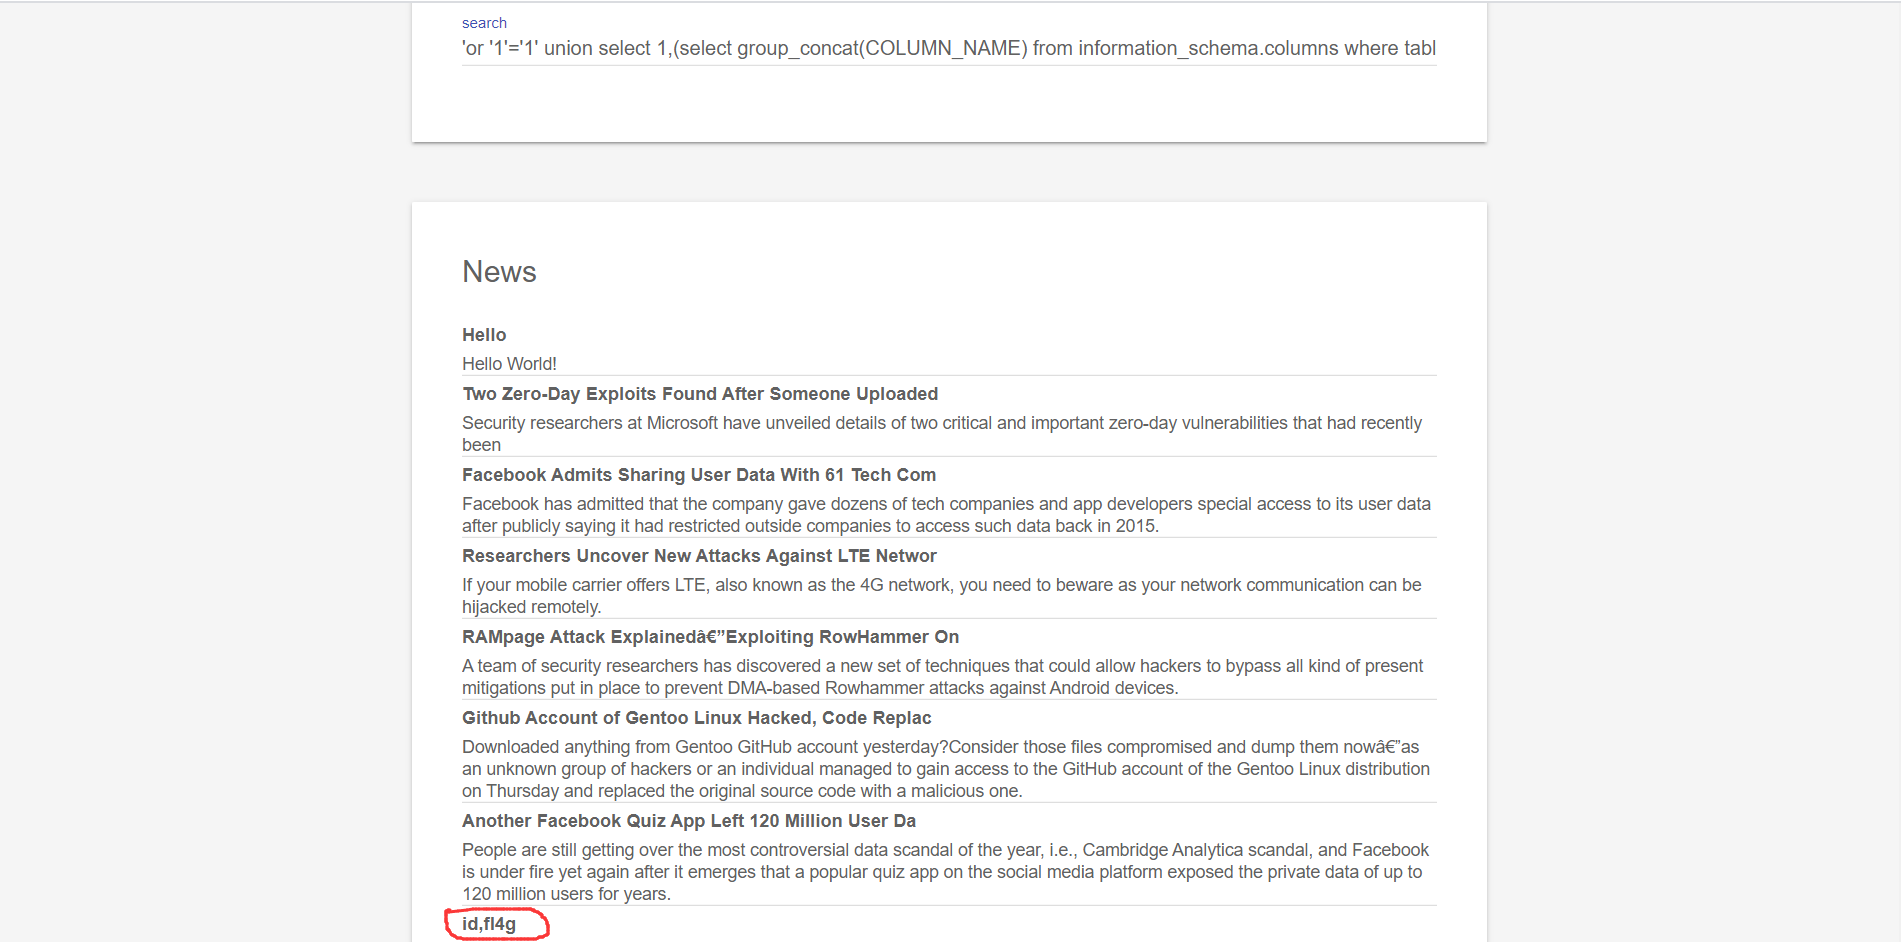 search
'or '1'='1' union select 1,(select group_concat(COLUMN_NAME) from information_schema.columns where tabl
News
Hello
Hello World!
Two Zero-Day Exploits Found After Someone Uploaded
Security researchers at Microsoft have unveiled details of two critical and important zero-day vulnerabilities that had recently
been
Facebook Admits Sharing User Data With 61 Tech Com
Facebook has admitted that the company gave dozens of tech companies and app developers special access to its user data
after publicly saying it had restricted outside companies to access such data back in 2015.
Researchers Uncover New Attacks Against LTE Networ
If your mobile carrier offers LTE, also known as the 4G network, you need to beware as your network communication can be
hijacked remotely.
RAMpage Attack Explainedâ€”Exploiting RowHammer On
A team of security researchers has discovered a new set of techniques that could allow hackers to bypass all kind of present
mitigations put in place to prevent DMA-based Rowhammer attacks against Android devices.
Github Account of Gentoo Linux Hacked, Code Replac
Downloaded anything from Gentoo GitHub account yesterday?Consider those files compromised and dump them nowâ€”as
an unknown group of hackers or an individual managed to gain access to the GitHub account of the Gentoo Linux distribution
on Thursday and replaced the original source code with a malicious one.
Another Facebook Quiz App Left 120 Million User Da
People are still getting over the most controversial data scandal of the year, i.e., Cambridge Analytica scandal, and Facebook
is under fire yet again after it emerges that a popular quiz app on the social media platform exposed the private data of up to
120 million users for years.
id,fl4g